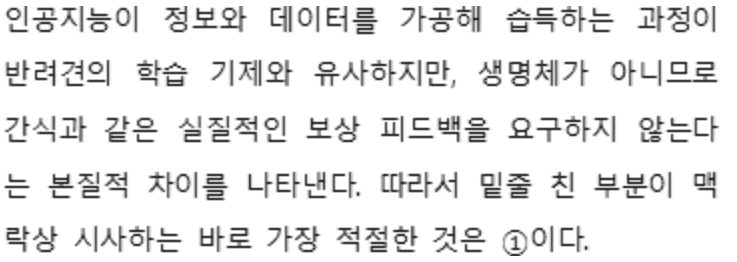 인공지능이 정보와 데이터를 가공해 습득하는 과정이
반려견의 학습 기제와 유사하지만, 생명체가 아니므로
간식과 같은 실질적인 보상 피드백을 요구하지 않는다
는 본질적 차이를 나타낸다. 따라서 밑줄 친 부분이 맥
락상 시사하는 바로 가장 적절한 것은 ①이다.